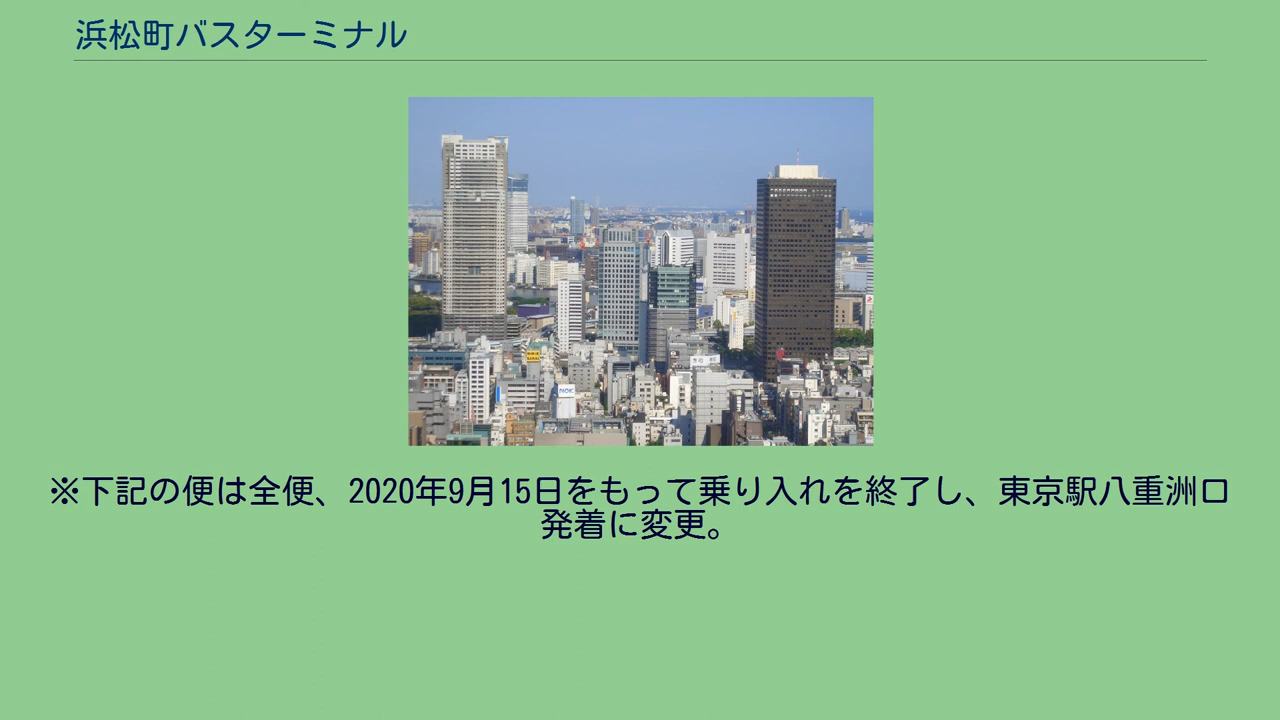 浜松町バスターミナル
※下記の便は全便、2020年9月15日をもって乗り入れを終了し、東京駅八重洲口
発着に変更。